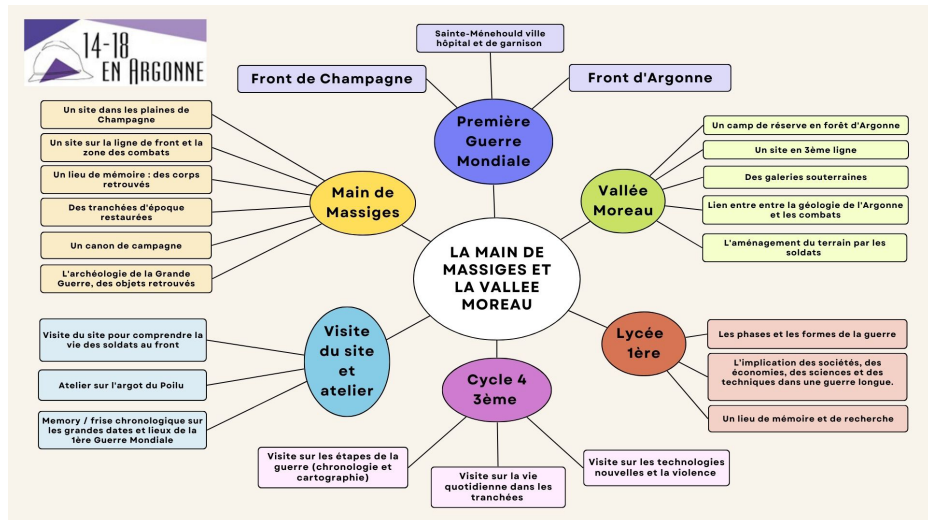 14-18
EN ARGONNE
Sainte-Ménehould ville
hôpital et de garnison
Front de Champagne
Front d'Argonne
Première
Guerre
Mondiale
Un site dans les plaines de
Champagne
Un site sur la ligne de front et la
zone des combats
Un lieu de mémoire : des corps
retrouvés
Des tranchées d'époque
restaurées
Un canon de campagne
L'archéologie de la Grande
Guerre, des objets retrouvés
Main de
Massiges
Un camp de réserve en forêt d'Argonne
Un site en 3ème ligne
Des galeries souterraines
Lien entre entre la géologie de l'Argonne
et les combats
L'aménagement du terrain par les
soldats
Vallée
Moreau
LA MAIN DE
MASSIGES ET
LA VALLEE
MOREAU
Visite du site pour comprendre la
vie des soldats au front
Atelier sur l'argot du Poilu
Memory / frise chronologique sur
les grandes dates et lieux de la
1ère Guerre Mondiale
Visite
du site
et
atelier
Lycée
1ère
Les phases et les formes de la guerre
L'implication des sociétés, des
économies, des sciences et des
techniques dans une guerre longue.
Un lieu de mémoire et de recherche
Cycle 4
3ème
Visite sur les étapes de la
guerre (chronologie et
cartographie)
Visite sur la vie
quotidienne dans les
tranchées
Visite sur les technologies
nouvelles et la violence